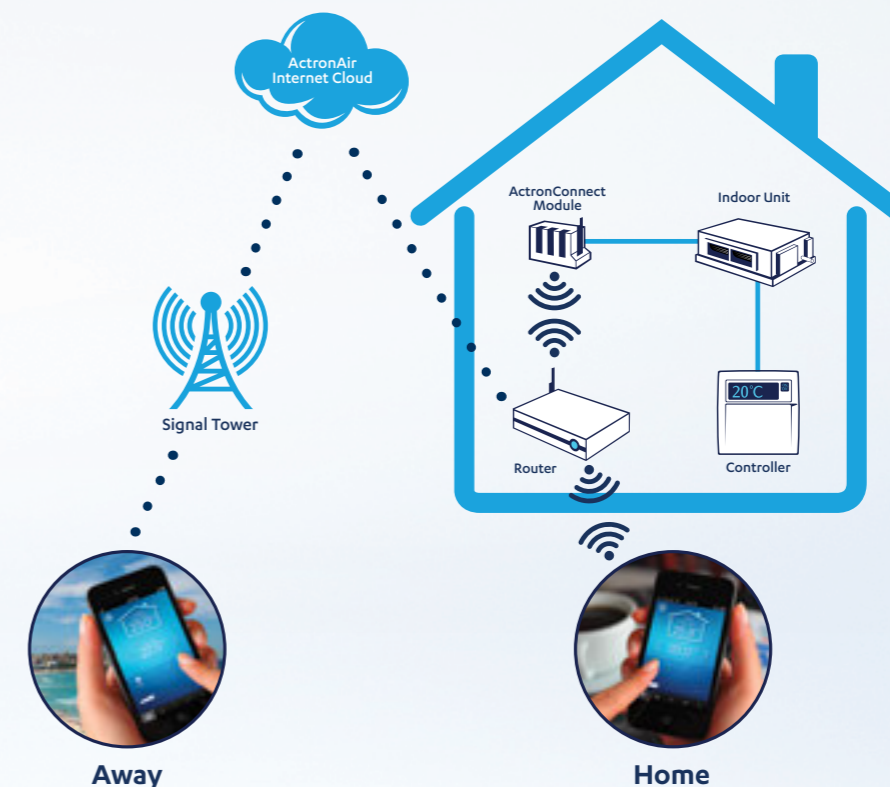 ActronAir
Internet Cloud
ActronConnect
Module
Indoor Unit
20°C
Signal Tower
Router
Controller
Away
Home